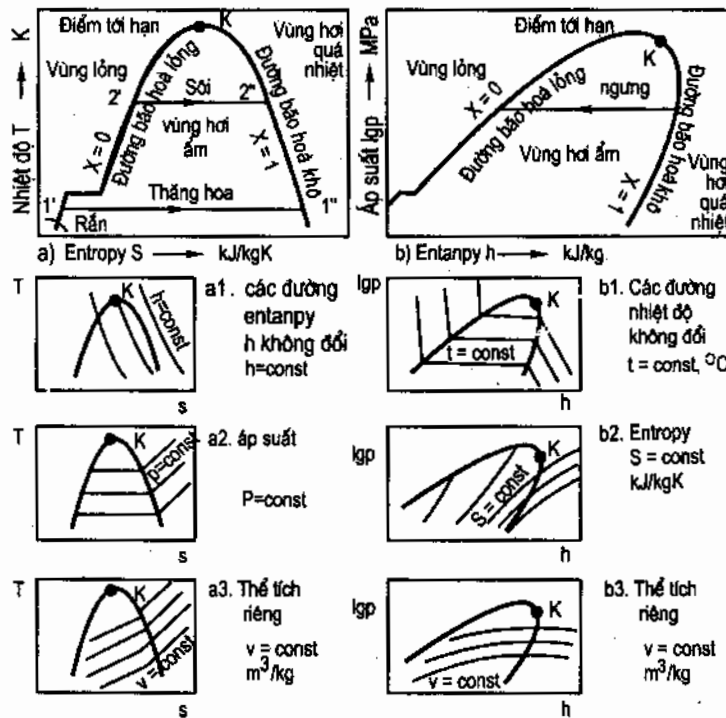 K
Nhiệt độ T
Điểm tới hạn
K
Vùng hơi
quá
nhiệt
Vùng lỏng
Đường bão hoà lỏng
Đường bão hoà khô
2'
Sôi
2"
vùng hơi
ẩm
X = 0
X = 1
Thăng hoa
1'
1"
Rắn
a) Entropy S
kJ/kgK
MPa
Áp suất lgp
Điểm tới hạn
K
Vùng lỏng
X = 0
Đường bão hoà lỏng
ngưng
Đường bão hoà khô
Vùng hơi ẩm
X = 1
Vùng hơi
quá
nhiệt
b) Entanpy h
kJ/kg
T
K
h=const
s
a1. các đường
entanpy
h không đổi
h=const
lgp
K
t = const
h
b1. Các đường
nhiệt độ
không đổi
t = const, ºC
T
K
p=const
s
a2. áp suất
P=const
lgp
K
S = const
h
b2. Entropy
S = const
kJ/kgK
T
K
v = const
s
a3. Thể tích
riêng
v = const
m³/kg
lgp
K
v = const
h
b3. Thể tích
riêng
v = const
m³/kg